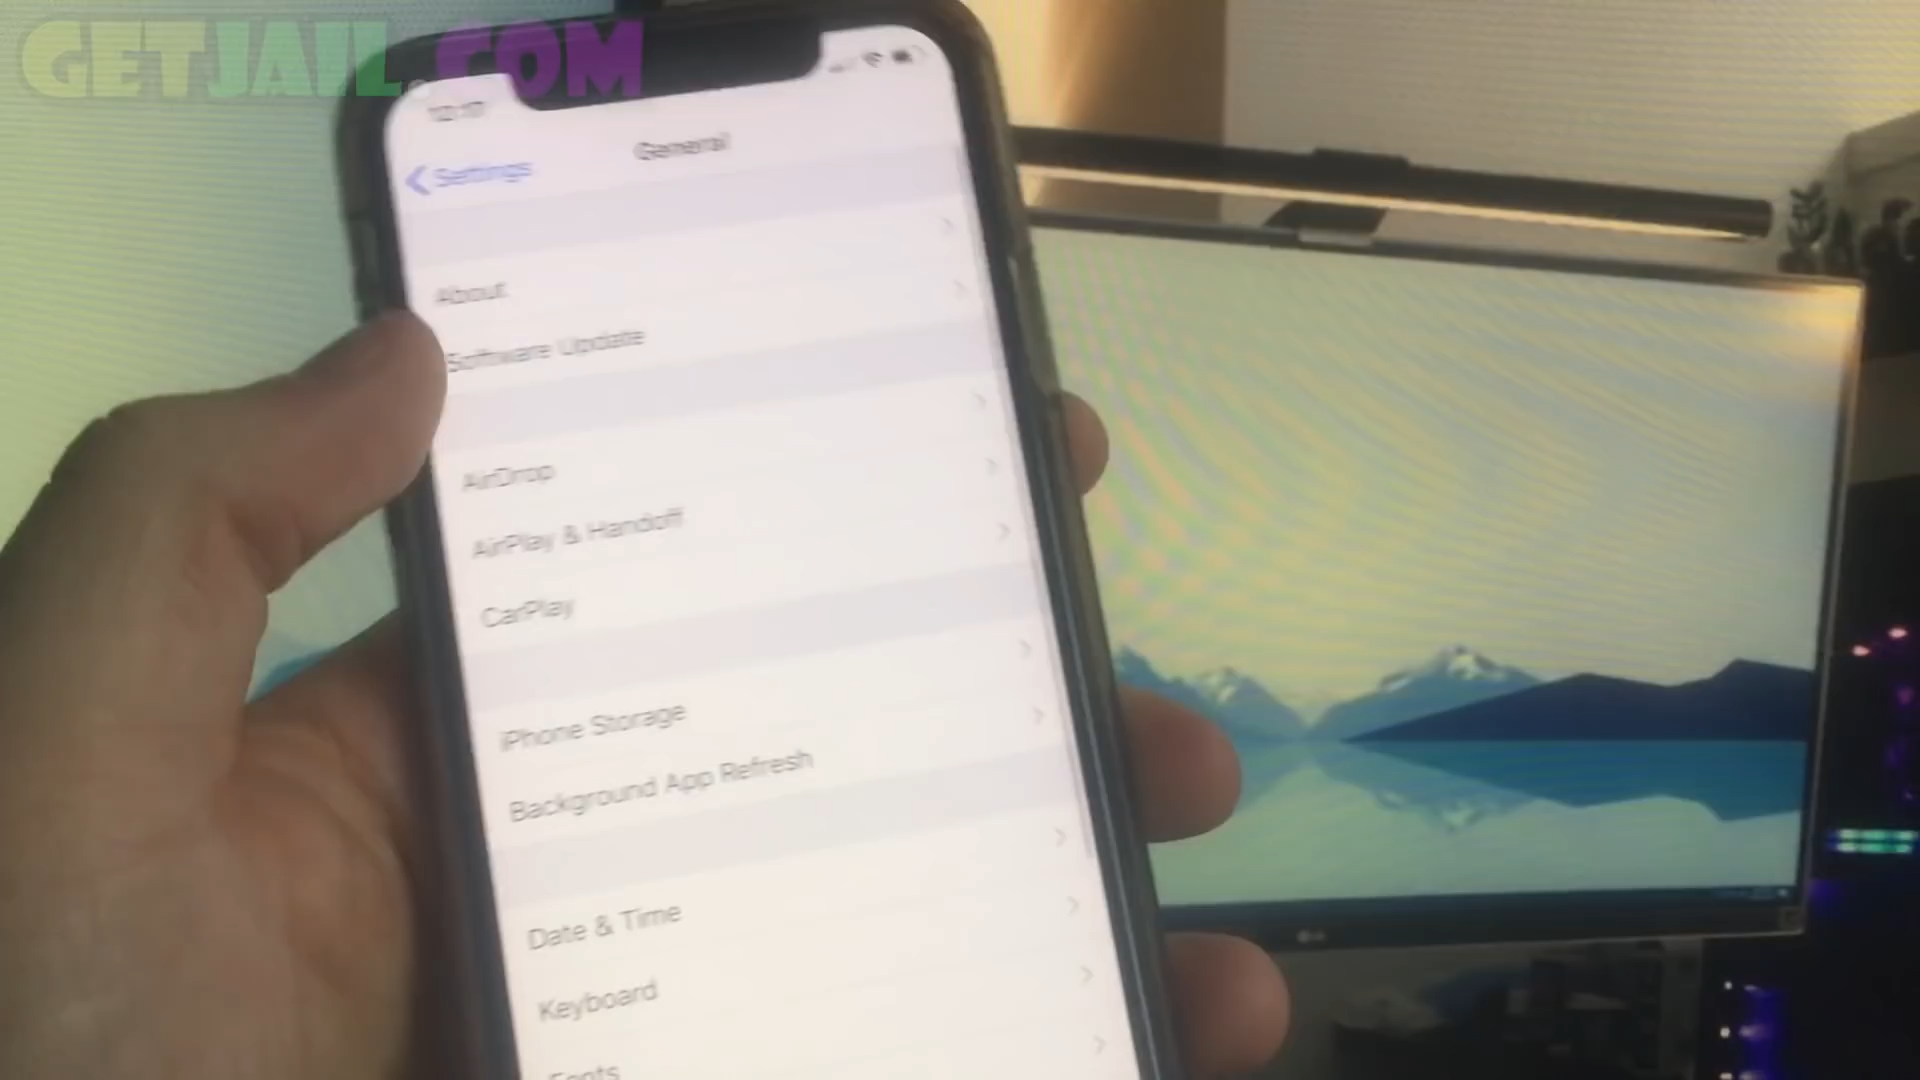 GETJAIL.COM
General
Settings
About
Software Update
AirDrop
AirPlay & Handoff
CarPlay
iPhone Storage
Background App Refresh
Date & Time
Keyboard
Fonts
LG